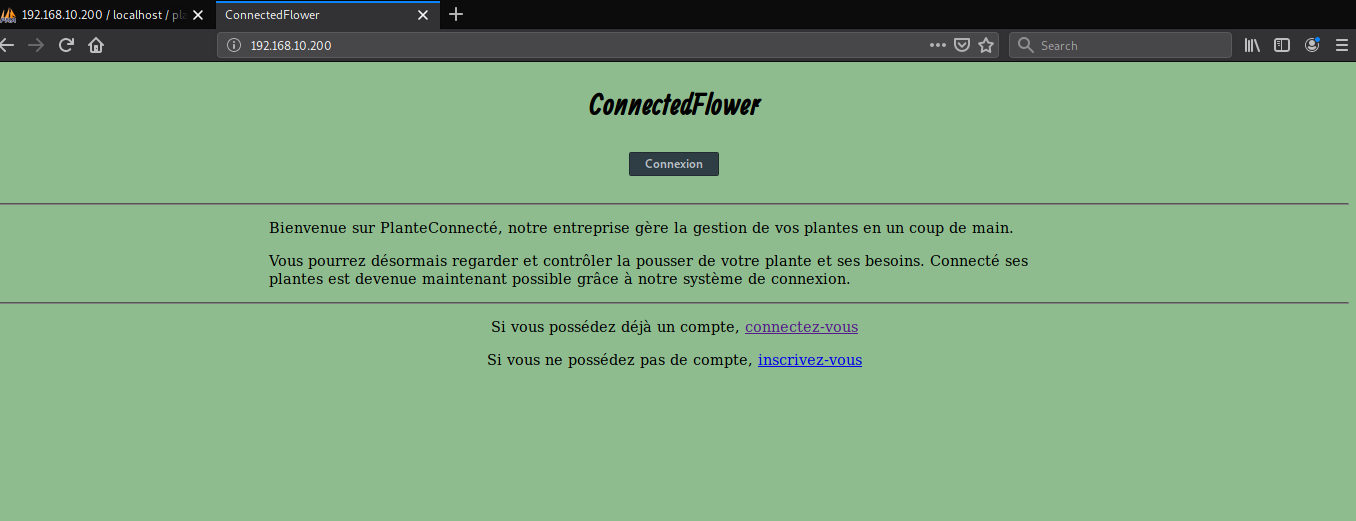 192.168.10.200 / localhost / pla
ConnectedFlower
192.168.10.200
Search
ConnectedFlower
Connexion
Bienvenue sur PlanteConnecté, notre entreprise gère la gestion de vos plantes en un coup de main.
Vous pourrez désormais regarder et contrôler la pousser de votre plante et ses besoins. Connecté ses
plantes est devenue maintenant possible grâce à notre système de connexion.
Si vous possédez déjà un compte, connectez-vous
Si vous ne possédez pas de compte, inscrivez-vous